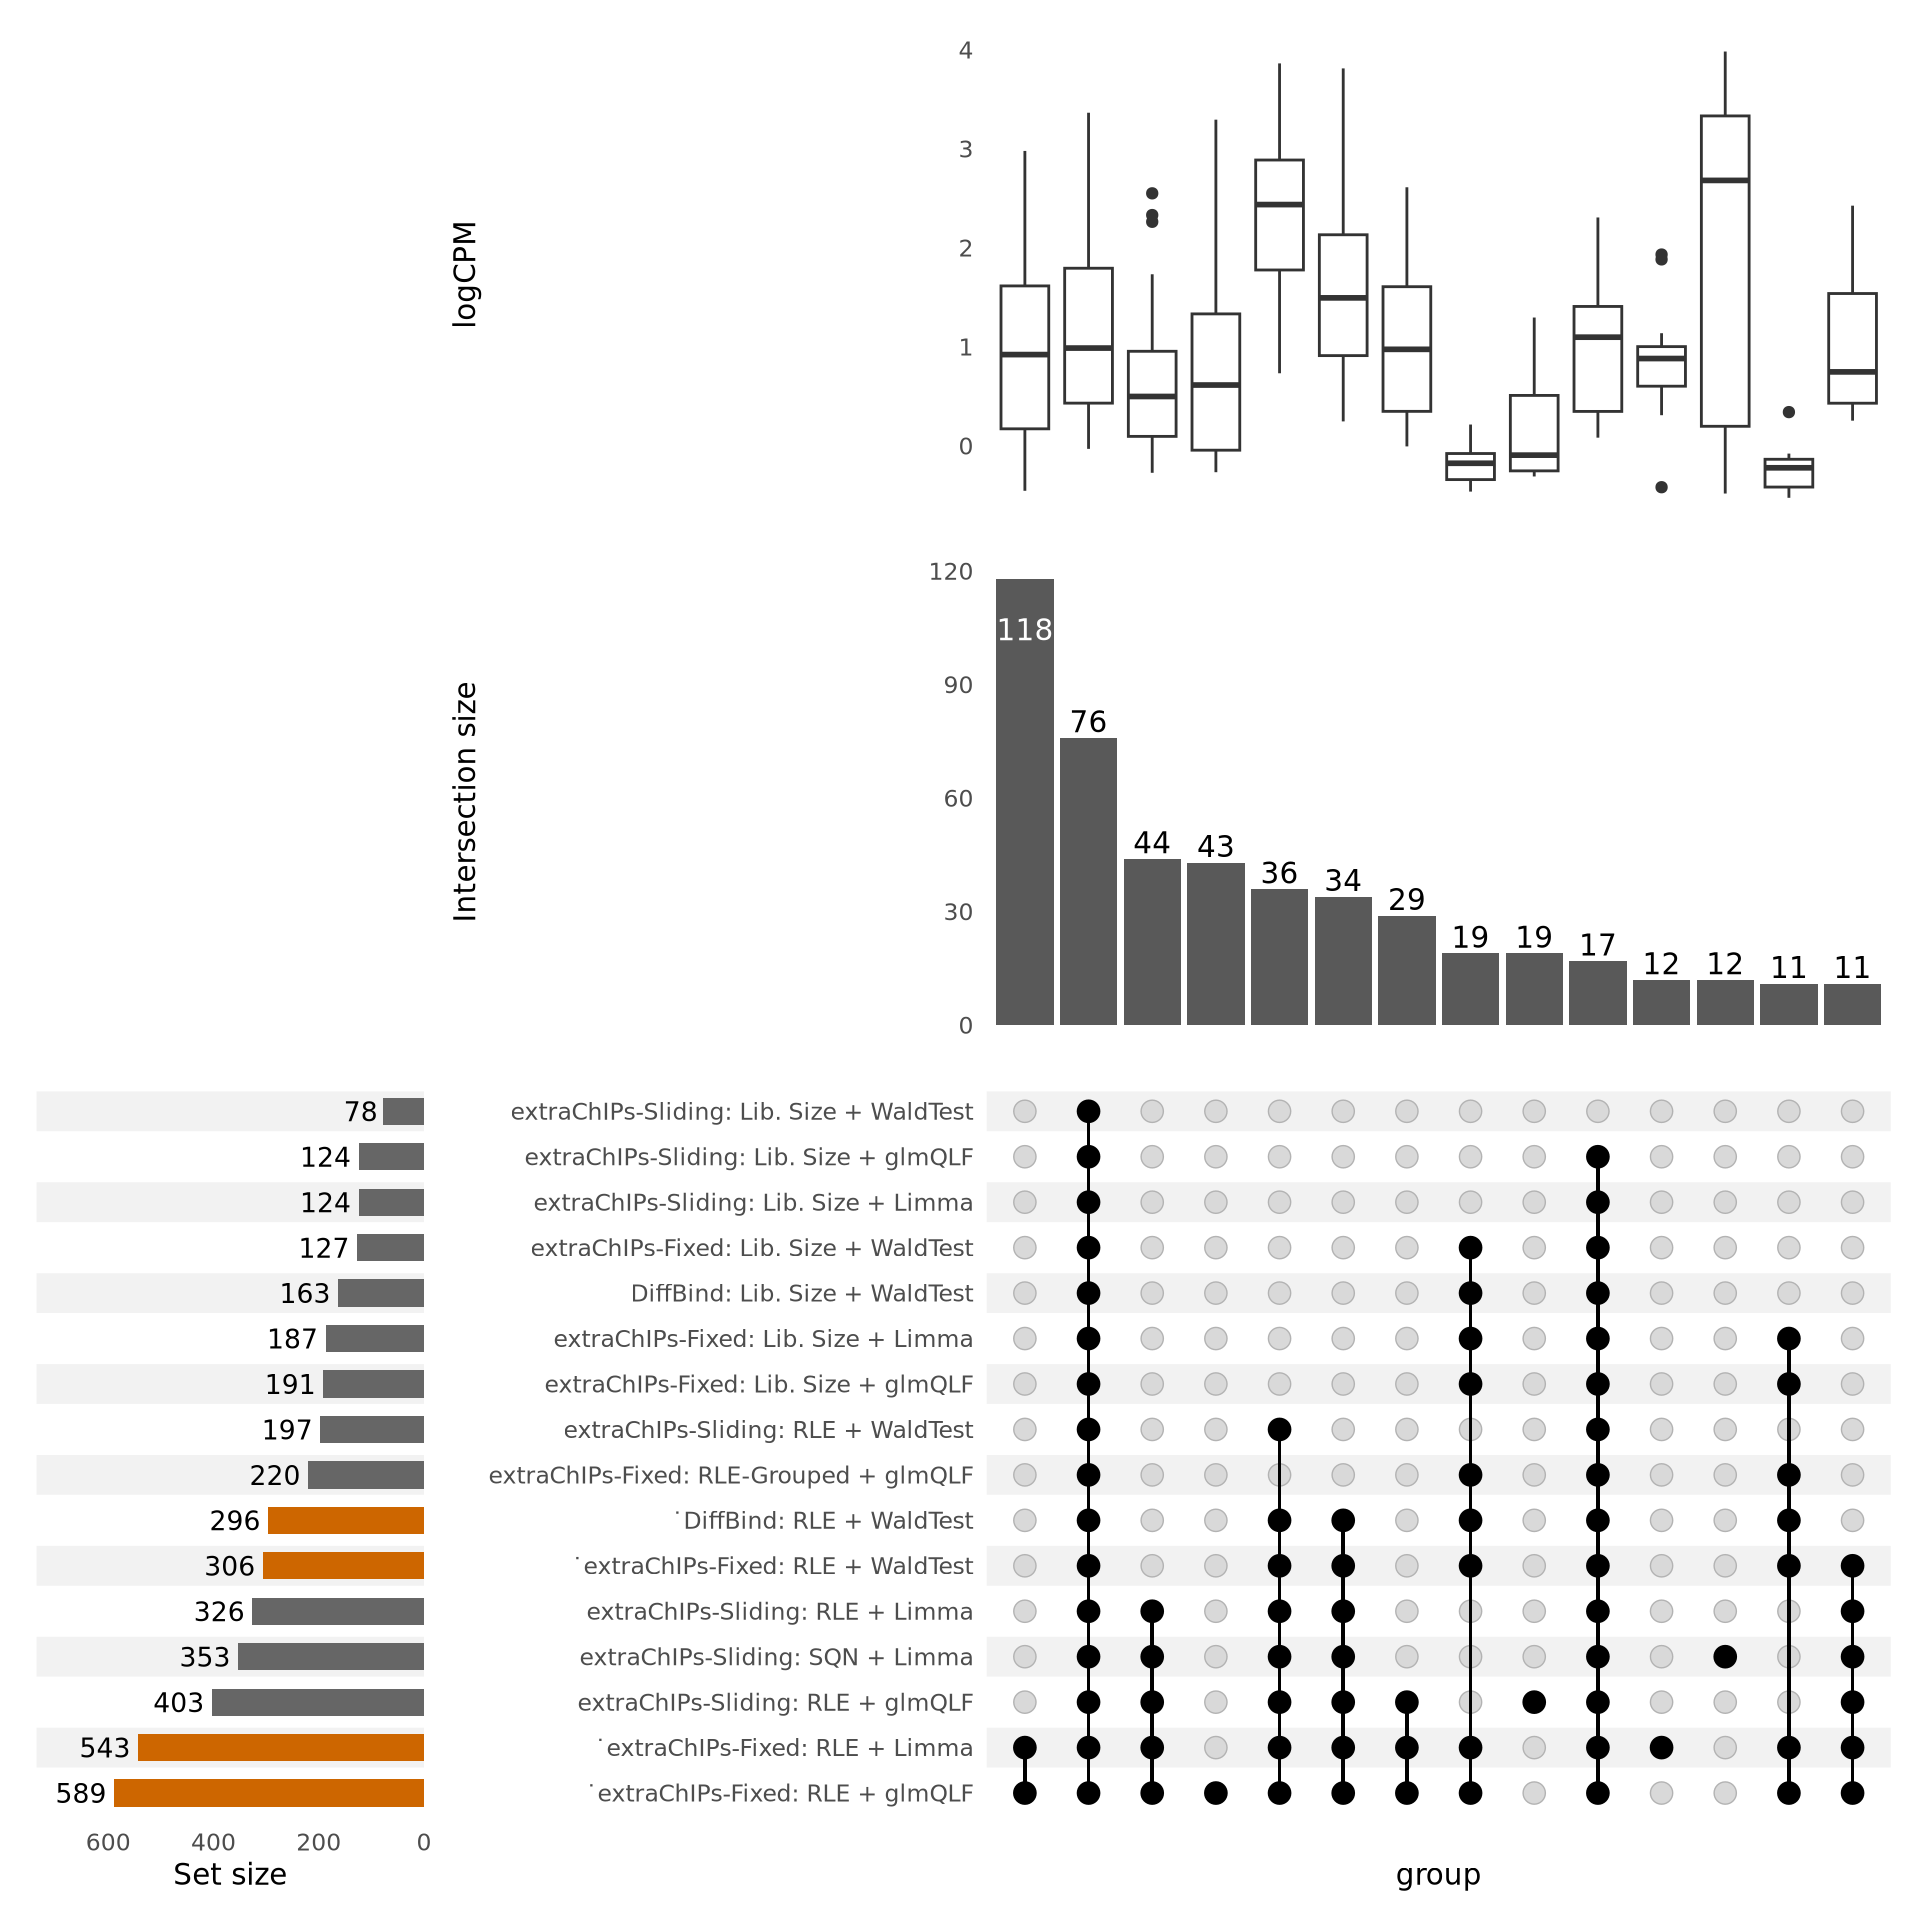 4
3
2
1
0
logCPM
120
90
60
30
0
Intersection size
118
76
44
43
36
34
29
19
19
17
12
12
11
11
78 extraChIPs-Sliding: Lib. Size + WaldTest
124 extraChIPs-Sliding: Lib. Size + glmQLF
124 extraChIPs-Sliding: Lib. Size + Limma
127 extraChIPs-Fixed: Lib. Size + WaldTest
163 DiffBind: Lib. Size + WaldTest
187 extraChIPs-Fixed: Lib. Size + Limma
191 extraChIPs-Fixed: Lib. Size + glmQLF
197 extraChIPs-Sliding: RLE + WaldTest
220 extraChIPs-Fixed: RLE-Grouped + glmQLF
296 ˙DiffBind: RLE + WaldTest
306 ˙extraChIPs-Fixed: RLE + WaldTest
326 extraChIPs-Sliding: RLE + Limma
353 extraChIPs-Sliding: SQN + Limma
403 extraChIPs-Sliding: RLE + glmQLF
543 ˙extraChIPs-Fixed: RLE + Limma
589 ˙extraChIPs-Fixed: RLE + glmQLF
600 400 200 0
Set size
group